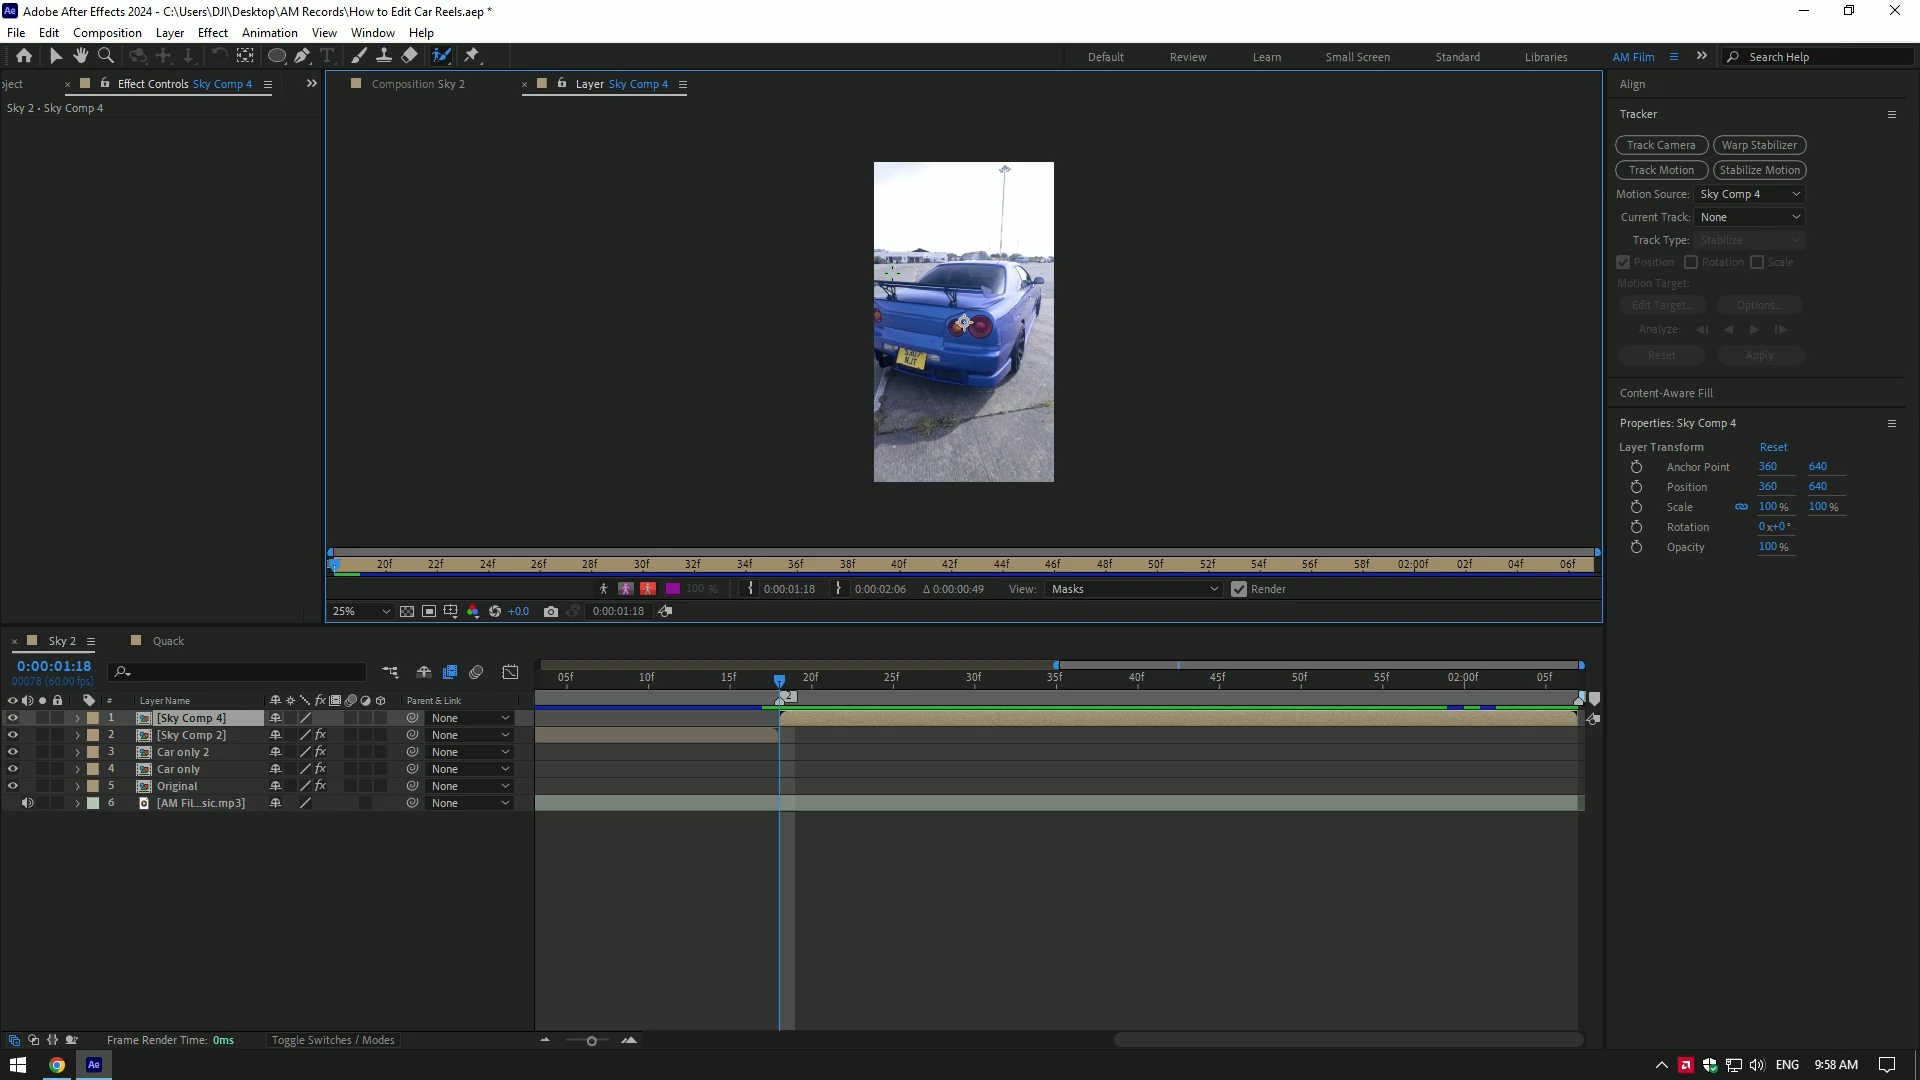 Adobe After Effects 2024 - C:\Users\DJI\Desktop\AM Records\How to Edit Car Reels.aep *
File Edit Composition Layer Effect Animation View Window Help
Default Review Learn Small Screen Standard Libraries AM Film Search Help
ject Effect Controls Sky Comp 4
Sky 2 • Sky Comp 4
Composition Sky 2 Layer Sky Comp 4
NJT
20f 22f 24f 26f 28f 30f 32f 34f 36f 38f 40f 42f 44f 46f 48f 50f 52f 54f 56f 58f 02:00f 02f 04f 06f
100 % 0:00:01:18 0:00:02:06 Δ 0:00:00:49 View: Masks Render
25% +0.0 0:00:01:18
Align
Tracker
Track Camera Warp Stabilizer
Track Motion Stabilize Motion
Motion Source: Sky Comp 4
Current Track: None
Track Type: Stabilize
Position Rotation Scale
Motion Target:
Edit Target... Options...
Analyze:
Reset Apply
Content-Aware Fill
Properties: Sky Comp 4
Layer Transform Reset
Anchor Point 360 640
Position 360 640
Scale 100 % 100 %
Rotation 0x+0°
Opacity 100 %
Sky 2 Quack
0:00:01:18
00078 (60.00 fps)
05f 10f 15f 20f 25f 30f 35f 40f 45f 50f 55f 02:00f 05f
2
# Layer Name Parent & Link
1 [Sky Comp 4] None
2 [Sky Comp 2] fx None
3 Car only 2 fx None
4 Car only fx None
5 Original fx None
6 [AM Fil...sic.mp3] None
Frame Render Time: 0ms Toggle Switches / Modes
Ae ENG 9:58 AM